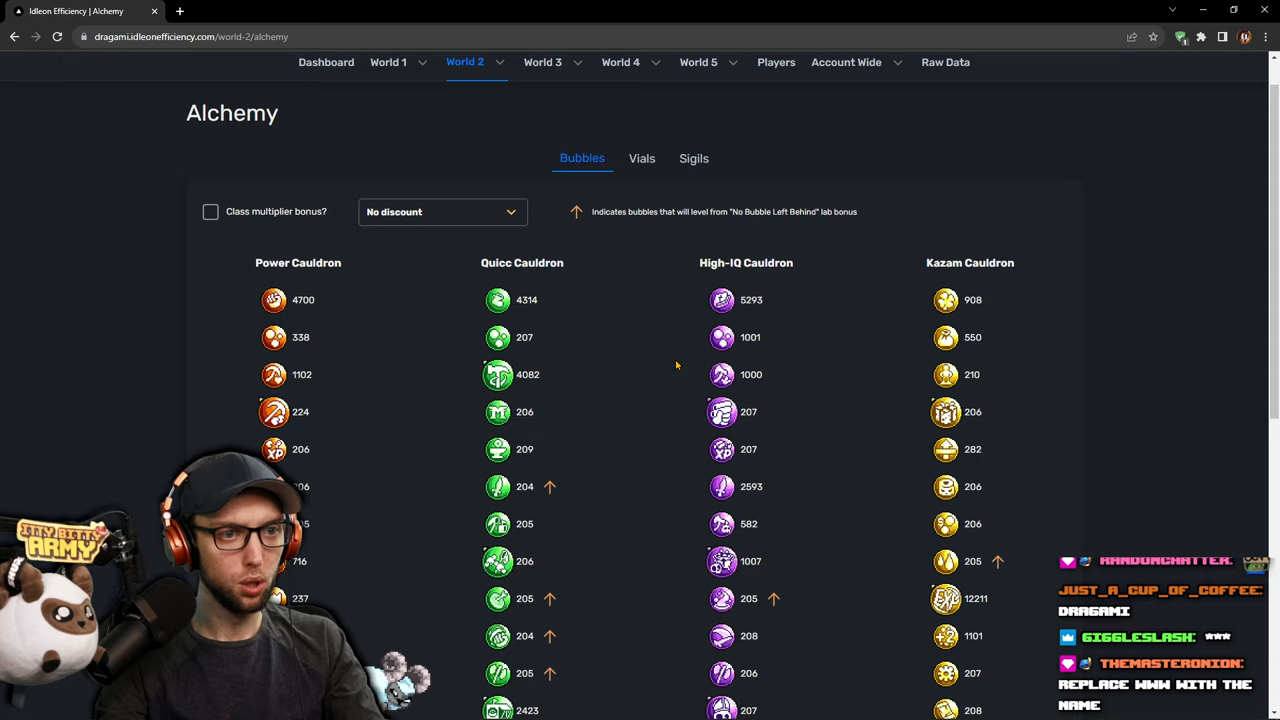 Idleon Efficiency | Alchemy
dragami.idleonefficiency.com/world-2/alchemy
Dashboard World 1 World 2 World 3 World 4 World 5 Players Account Wide Raw Data
Alchemy
Bubbles Vials Sigils
Class multiplier bonus? No discount Indicates bubbles that will level from "No Bubble Left Behind" lab bonus
Power Cauldron Quicc Cauldron High-IQ Cauldron Kazam Cauldron
4700 4314 5293 908
338 207 1001 550
1102 4082 1000 210
224 206 207 206
206 209 207 282
204 2593 206
205 582 206
716 206 1007 205
237 205 205 12211
204 208 1101
205 206 207
2423 207 208
ITTY BITTY
ARMY
RANDOMCHATTER:
JUST_A_CUP_OF_COFFEE:
DRAGAMI
GIGGLESLASH: ***
THEMASTERONION:
REPLACE WWW WITH THE
NAME